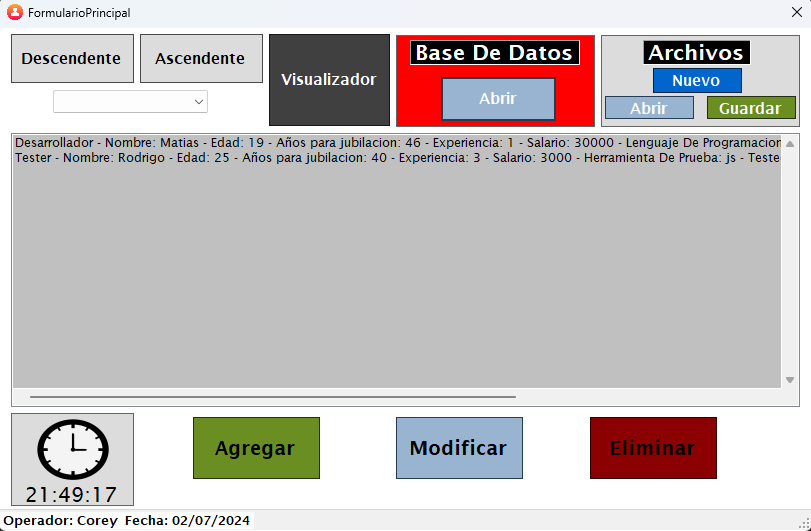 FormularioPrincipal
Descendente
Ascendente
Visualizador
Base De Datos
Abrir
Archivos
Nuevo
Abrir
Guardar
Desarrollador - Nombre: Matias - Edad: 19 - Años para jubilacion: 46 - Experiencia: 1 - Salario: 30000 - Lenguaje De Programacion
Tester - Nombre: Rodrigo - Edad: 25 - Años para jubilacion: 40 - Experiencia: 3 - Salario: 3000 - Herramienta De Prueba: js - Teste
21:49:17
Agregar
Modificar
Eliminar
Operador: Corey Fecha: 02/07/2024